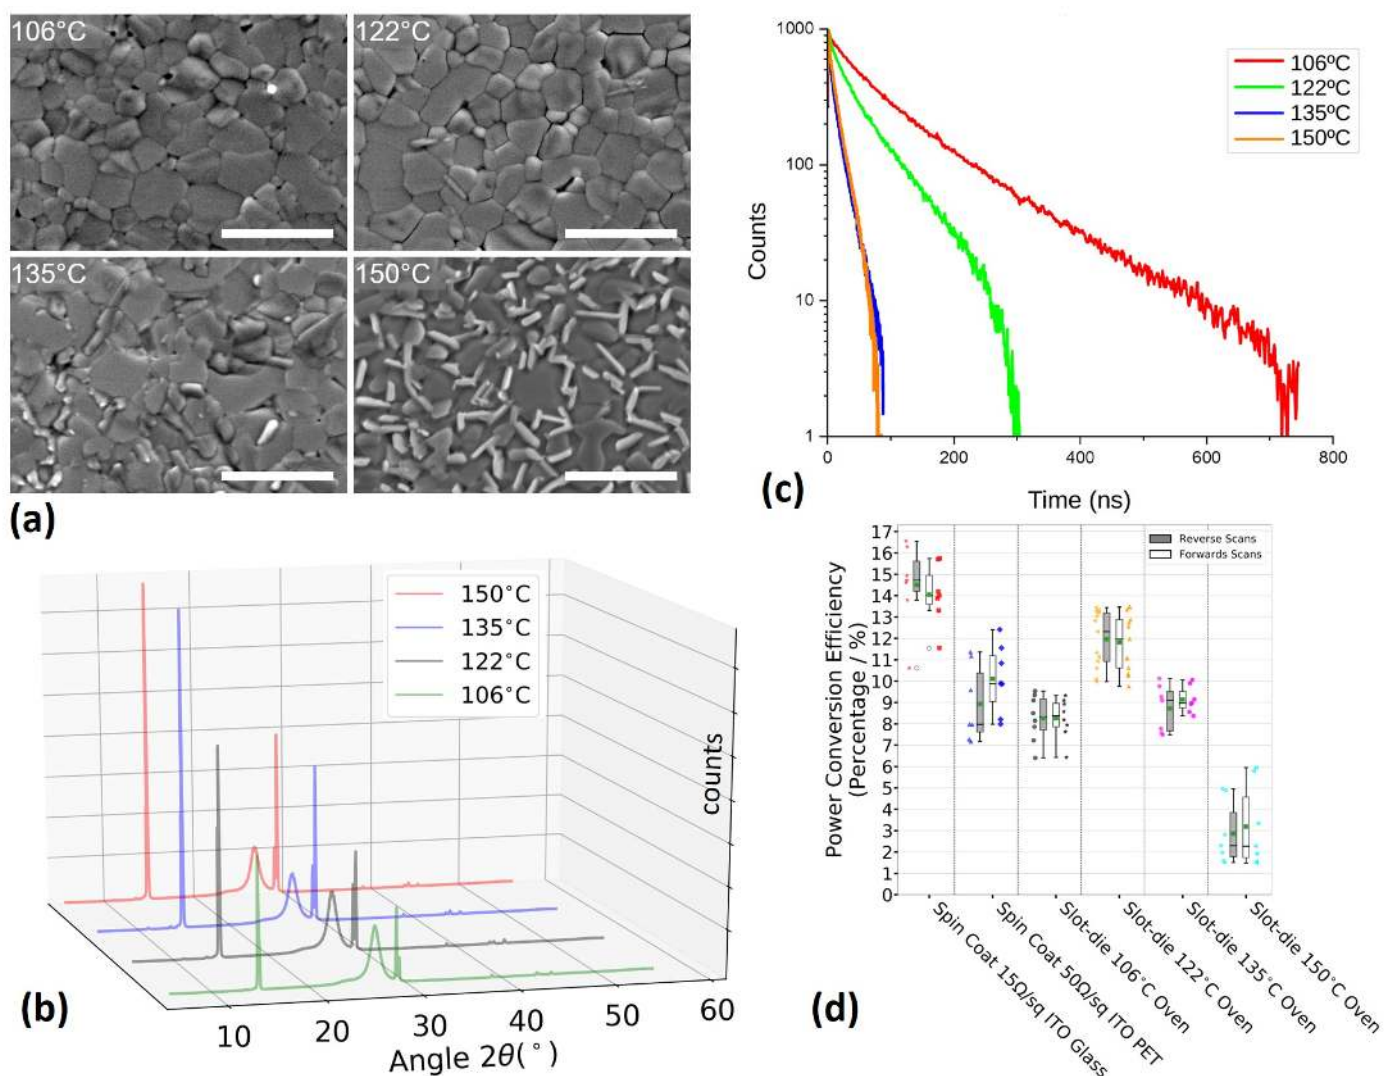 106°C
122°C
135°C
150°C
(a)
1000
100
10
1
0
200
400
600
800
Counts
Time (ns)
106ºC
122ºC
135ºC
150ºC
(c)
150°C
135°C
122°C
106°C
counts
10
20
30
40
50
60
Angle 2θ(°)
(b)
17
16
15
14
13
12
11
10
9
8
7
6
5
4
3
2
1
0
Power Conversion Efficiency
(Percentage / %)
Reverse Scans
Forwards Scans
Spin Coat 15Ω/sq ITO Glass
Spin Coat 50Ω/sq ITO PET
Slot-die 106°C Oven
Slot-die 122°C Oven
Slot-die 135°C Oven
Slot-die 150°C Oven
(d)